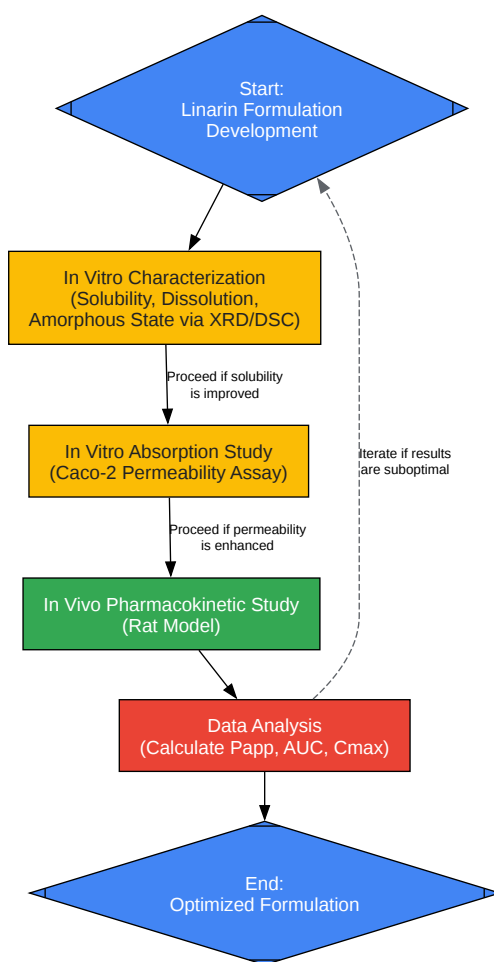 Start:
Linarin Formulation
Development
In Vitro Characterization
(Solubility, Dissolution,
Amorphous State via XRD/DSC)
Proceed if solubility
is improved
In Vitro Absorption Study
(Caco-2 Permeability Assay)
Iterate if results
are suboptimal
Proceed if permeability
is enhanced
In Vivo Pharmacokinetic Study
(Rat Model)
Data Analysis
(Calculate Papp, AUC, Cmax)
End:
Optimized Formulation